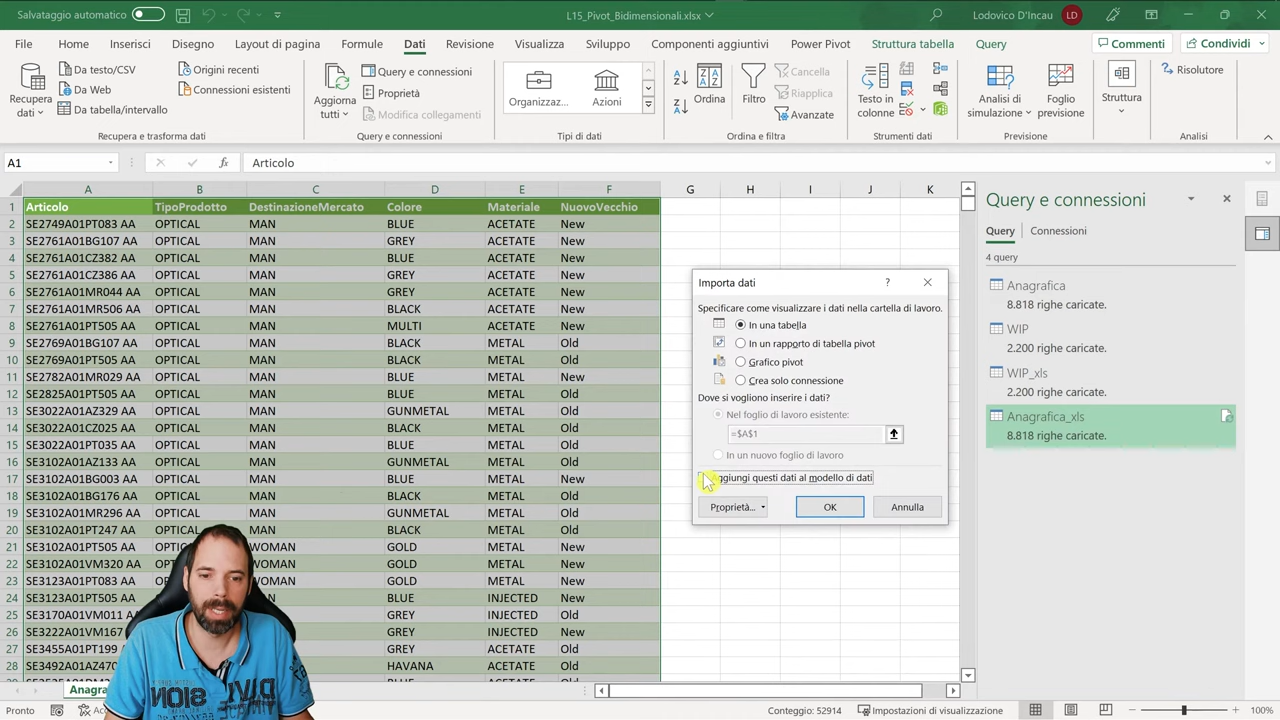 Salvataggio automatico
L15_Pivot_Bidimensionali.xlsx
Lodovico D'Incau
LD
File
Home
Inserisci
Disegno
Layout di pagina
Formule
Dati
Revisione
Visualizza
Sviluppo
Componenti aggiuntivi
Power Pivot
Struttura tabella
Query
Commenti
Condividi
Recupera dati
Da testo/CSV
Da Web
Da tabella/intervallo
Origini recenti
Connessioni esistenti
Recupera e trasforma dati
Aggiorna tutti
Query e connessioni
Proprietà
Modifica collegamenti
Query e connessioni
Organizzaz...
Azioni
Tipi di dati
Ordina
Filtro
Cancella
Riapplica
Avanzate
Ordina e filtra
Testo in colonne
Strumenti dati
Analisi di simulazione
Foglio previsione
Previsione
Struttura
Risolutore
Analisi
A1
fx
Articolo
A B C D E F G H I J K
1 Articolo TipoProdotto DestinazioneMercato Colore Materiale NuovoVecchio
2 SE2749A01PT083 AA OPTICAL MAN BLUE ACETATE New
3 SE2761A01BG107 AA OPTICAL MAN GREY ACETATE New
4 SE2761A01CZ382 AA OPTICAL MAN BLUE ACETATE New
5 SE2761A01CZ386 AA OPTICAL MAN GREY ACETATE New
6 SE2761A01MR044 AA OPTICAL MAN GREY ACETATE New
7 SE2761A01MR506 AA OPTICAL MAN BLACK ACETATE New
8 SE2761A01PT505 AA OPTICAL MAN MULTI ACETATE New
9 SE2769A01BG107 AA OPTICAL MAN BLACK METAL Old
10 SE2769A01PT505 AA OPTICAL MAN BLACK METAL Old
11 SE2782A01MR029 AA OPTICAL MAN BLUE METAL Old
12 SE2825A01PT505 AA OPTICAL MAN BLUE METAL Old
13 SE3022A01AZ329 AA OPTICAL MAN GUNMETAL METAL Old
14 SE3022A01CZ025 AA OPTICAL MAN BLACK METAL Old
15 SE3022A01PT035 AA OPTICAL MAN BLUE METAL Old
16 SE3102A01AZ133 AA OPTICAL MAN GUNMETAL METAL Old
17 SE3102A01BG003 AA OPTICAL MAN BLUE METAL New
18 SE3102A01BG176 AA OPTICAL MAN BLACK METAL Old
19 SE3102A01MR296 AA OPTICAL MAN GUNMETAL METAL Old
20 SE3102A01PT247 AA OPTICAL MAN BLACK METAL Old
21 SE3102A01PT505 AA OPTIC WOMAN GOLD METAL New
22 SE3102A01VM320 AA WOMAN GOLD METAL Old
23 SE3123A01PT083 AA WOMAN GOLD METAL New
24 SE3123A01PT505 AA BLUE INJECTED New
25 SE3170A01VM011 AA GREY INJECTED Old
26 SE3222A01VM167 GREY INJECTED New
27 SE3455A01PT199 GREY ACETATE Old
28 SE3492A01AZ470 HAVANA ACETATE Old
Importa dati
?
Specificare come visualizzare i dati nella cartella di lavoro.
In una tabella
In un rapporto di tabella pivot
Grafico pivot
Crea solo connessione
Dove si vogliono inserire i dati?
Nel foglio di lavoro esistente:
=$A$1
In un nuovo foglio di lavoro
questi dati al modello di dati
Proprietà...
OK
Annulla
Query e connessioni
Query
Connessioni
4 query
Anagrafica
8.818 righe caricate.
WIP
2.200 righe caricate.
WIP_xls
2.200 righe caricate.
Anagrafica_xls
8.818 righe caricate.
Anagra
Pronto
Conteggio: 52914
Impostazioni di visualizzazione
100%